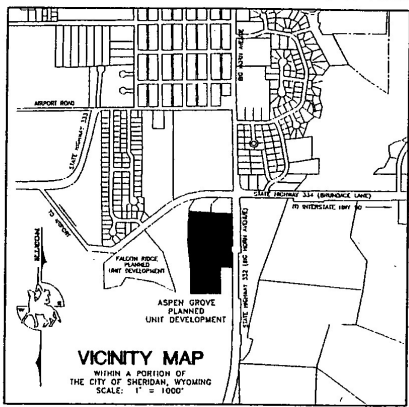 BIG HORN AVENUE
AIRPORT ROAD
STATE HIGHWAY 333
STATE HIGHWAY 334 (BRUNDAGE LANE)
TO INTERSTATE HWY 90
TO AIRPORT
FALCON RIDGE
PLANNED
UNIT DEVELOPMENT
STATE HIGHWAY 332 (BIG HORN AVENUE)
ASPEN GROVE
PLANNED
UNIT DEVELOPMENT
W
VICINITY MAP
WITHIN A PORTION OF
THE CITY OF SHERIDAN, WYOMING
SCALE: 1" = 1000'